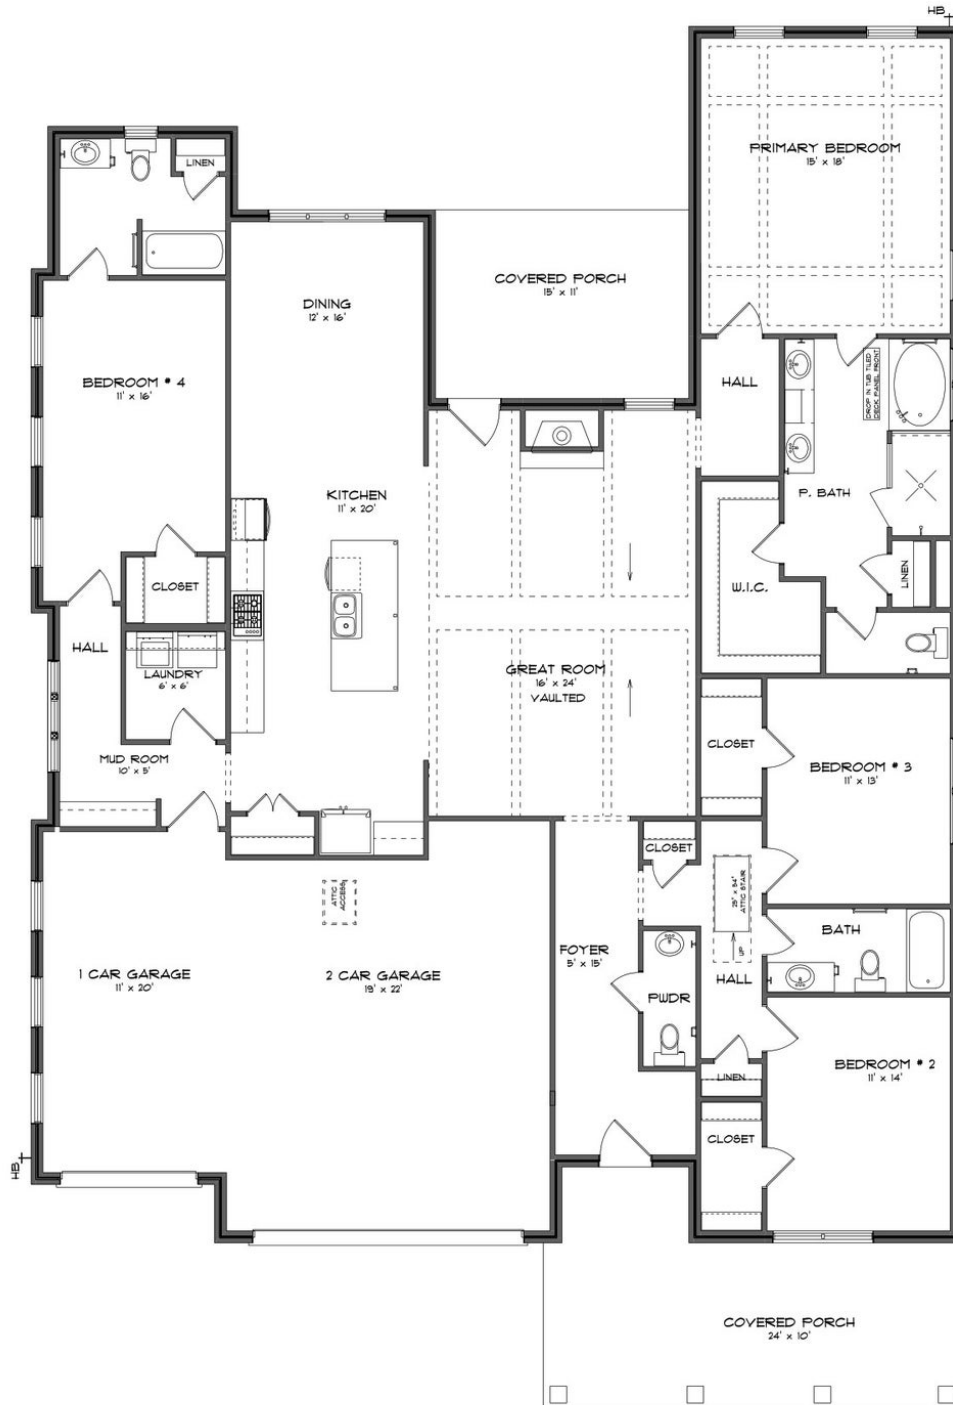 HB
PRIMARY BEDROOM
15' x 18'
LINEN
COVERED PORCH
15' x 11'
DINING
12' x 16'
BEDROOM # 4
11' x 16'
HALL
DROP IN TUB TILED
DECK PANEL FRONT
KITCHEN
11' x 20'
P. BATH
CLOSET
W.I.C.
LINEN
HALL
LAUNDRY
6' x 6'
GREAT ROOM
16' x 24'
VAULTED
MUD ROOM
10' x 5'
CLOSET
BEDROOM # 3
11' x 13'
CLOSET
ATTIC
ACCESS
25" x 54"
ATTIC STAIR
UP
BATH
FOYER
5' x 15'
1 CAR GARAGE
11' x 20'
2 CAR GARAGE
HALL
PWDR
BEDROOM # 2
11' x 14'
LINEN
CLOSET
HB
COVERED PORCH
24' x 10'